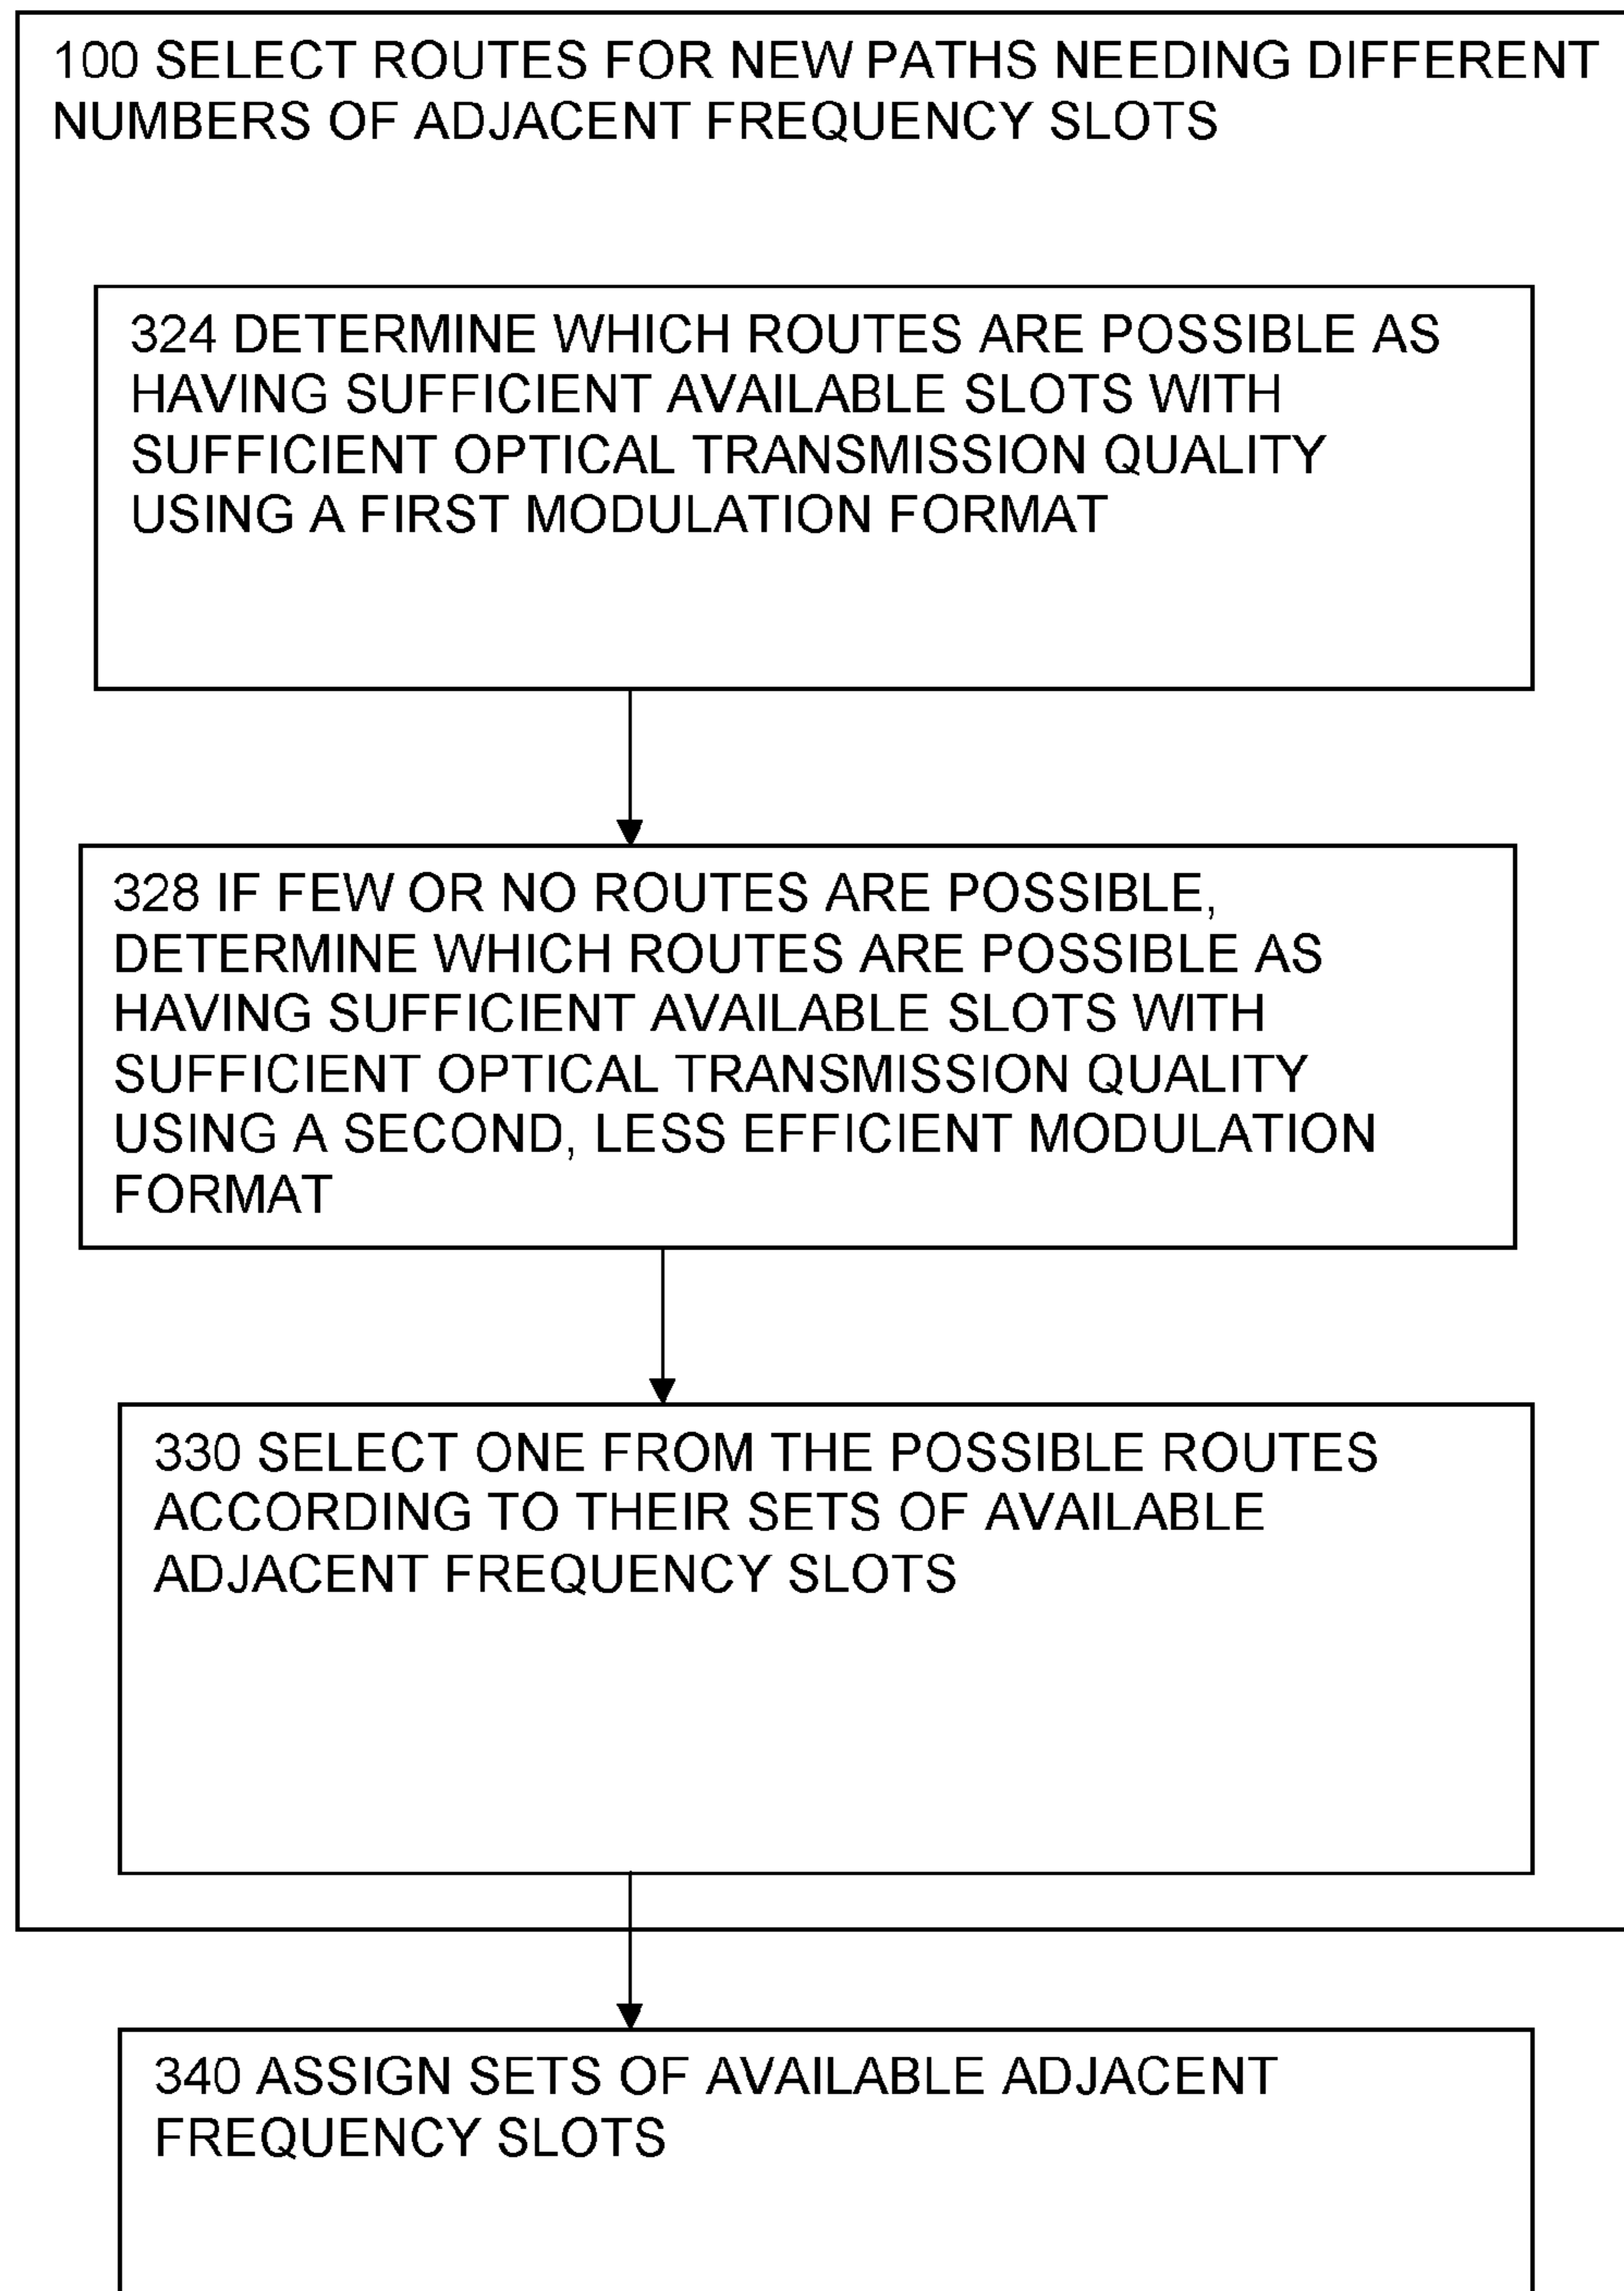 100 SELECT ROUTES FOR NEW PATHS NEEDING DIFFERENT
NUMBERS OF ADJACENT FREQUENCY SLOTS
324 DETERMINE WHICH ROUTES ARE POSSIBLE AS
HAVING SUFFICIENT AVAILABLE SLOTS WITH
SUFFICIENT OPTICAL TRANSMISSION QUALITY
USING A FIRST MODULATION FORMAT
328 IF FEW OR NO ROUTES ARE POSSIBLE,
DETERMINE WHICH ROUTES ARE POSSIBLE AS
HAVING SUFFICIENT AVAILABLE SLOTS WITH
SUFFICIENT OPTICAL TRANSMISSION QUALITY
USING A SECOND, LESS EFFICIENT MODULATION
FORMAT
330 SELECT ONE FROM THE POSSIBLE ROUTES
ACCORDING TO THEIR SETS OF AVAILABLE
ADJACENT FREQUENCY SLOTS
340 ASSIGN SETS OF AVAILABLE ADJACENT
FREQUENCY SLOTS